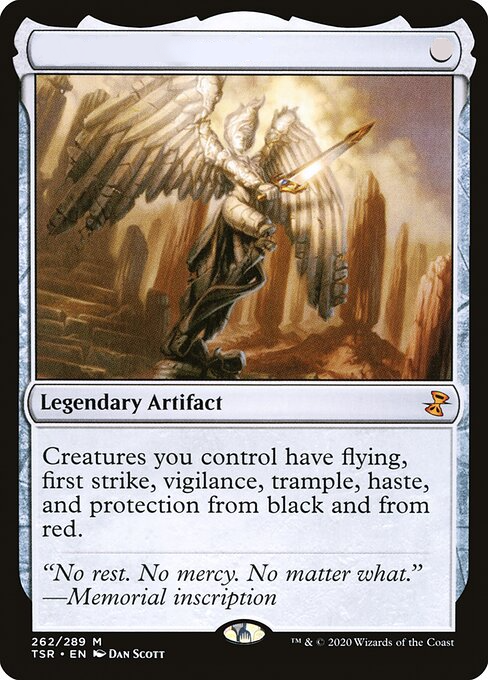 Legendary Artifact
Creatures you control have flying,
first strike, vigilance, trample, haste,
and protection from black and from
red.
“No rest. No mercy. No matter what.”
—Memorial inscription
262/289 M
TSR • EN Dan Scott
™ & © 2020 Wizards of the Coast